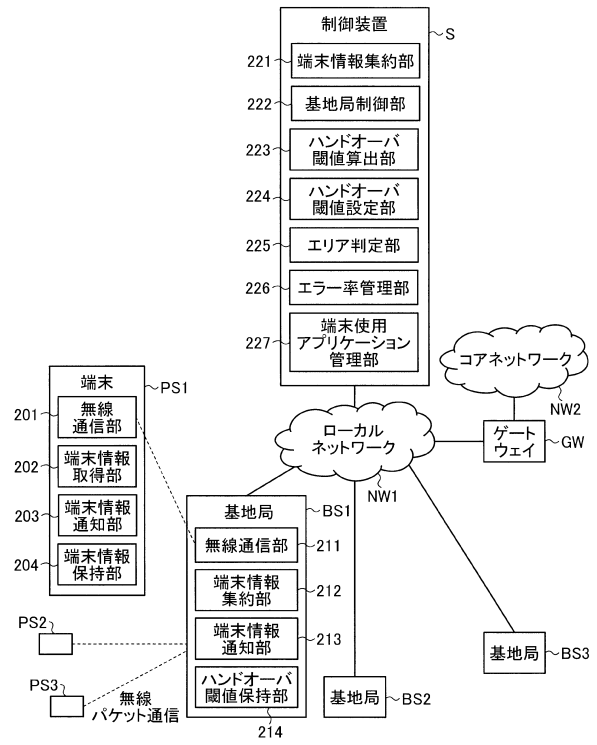 制御装置
S
221
端末情報集約部
222
基地局制御部
223
ハンドオーバ
閾値算出部
224
ハンドオーバ
閾値設定部
225
エリア判定部
226
エラー率管理部
227
端末使用
アプリケーション
管理部
コアネットワーク
NW2
ゲート
ウェイ
GW
ローカル
ネットワーク
NW1
端末
PS1
201
無線
通信部
202
端末情報
取得部
203
端末情報
通知部
204
端末情報
保持部
基地局
BS1
無線通信部
211
端末情報
集約部
212
端末情報
通知部
213
ハンドオーバ
閾値保持部
214
PS2
PS3
無線
パケット通信
基地局
BS2
基地局
BS3